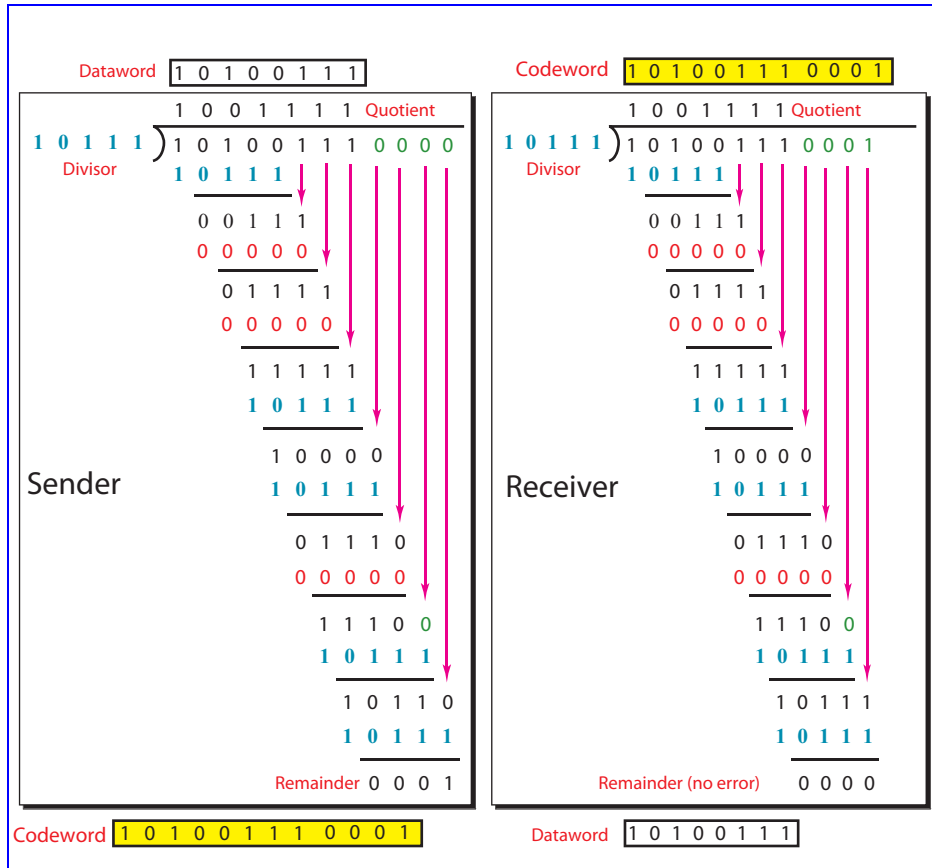 Dataword 1 0 1 0 0 1 1 1
1 0 0 1 1 1 1 Quotient
1 0 1 1 1 1 0 1 0 0 1 1 1 0 0 0 0
Divisor
1 0 1 1 1
0 0 1 1 1
0 0 0 0 0
0 1 1 1 1
0 0 0 0 0
1 1 1 1 1
1 0 1 1 1
1 0 0 0 0
Sender
1 0 1 1 1
0 1 1 1 0
0 0 0 0 0
1 1 1 0 0
1 0 1 1 1
1 0 1 1 0
1 0 1 1 1
Remainder 0 0 0 1
Codeword 1 0 1 0 0 1 1 1 0 0 0 1
Codeword 1 0 1 0 0 1 1 1 0 0 0 1
1 0 0 1 1 1 1 Quotient
1 0 1 1 1 1 0 1 0 0 1 1 1 0 0 0 1
Divisor
1 0 1 1 1
0 0 1 1 1
0 0 0 0 0
0 1 1 1 1
0 0 0 0 0
1 1 1 1 1
1 0 1 1 1
1 0 0 0 0
Receiver
1 0 1 1 1
0 1 1 1 0
0 0 0 0 0
1 1 1 0 0
1 0 1 1 1
1 0 1 1 1
1 0 1 1 1
Remainder (no error) 0 0 0 0
Dataword 1 0 1 0 0 1 1 1